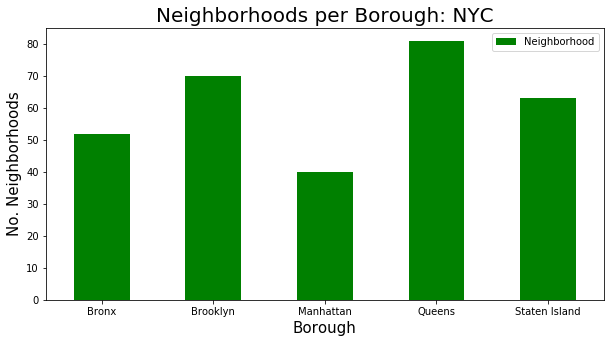 Neighborhoods per Borough: NYC
Neighborhood
No. Neighborhoods
80
70
60
50
40
30
20
10
0
Bronx Brooklyn Manhattan Queens Staten Island
Borough